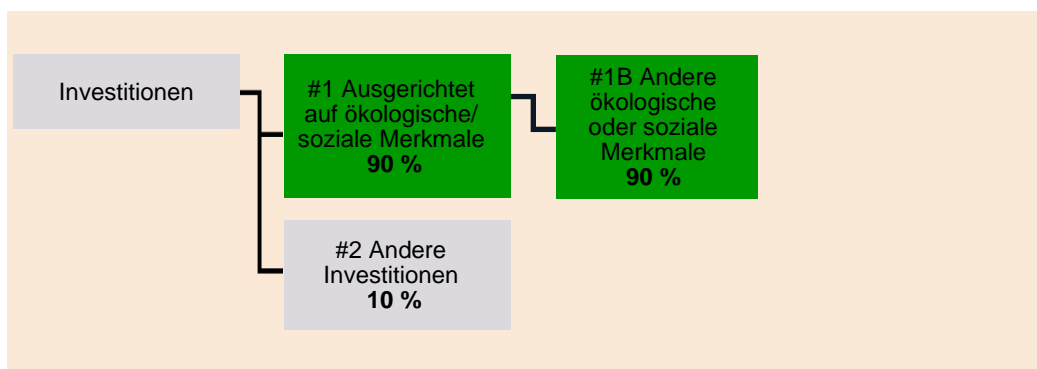 Investitionen
#1 Ausgerichtet
auf ökologische/
soziale Merkmale
90 %
#1B Andere
ökologische
oder soziale
Merkmale
90 %
#2 Andere
Investitionen
10 %